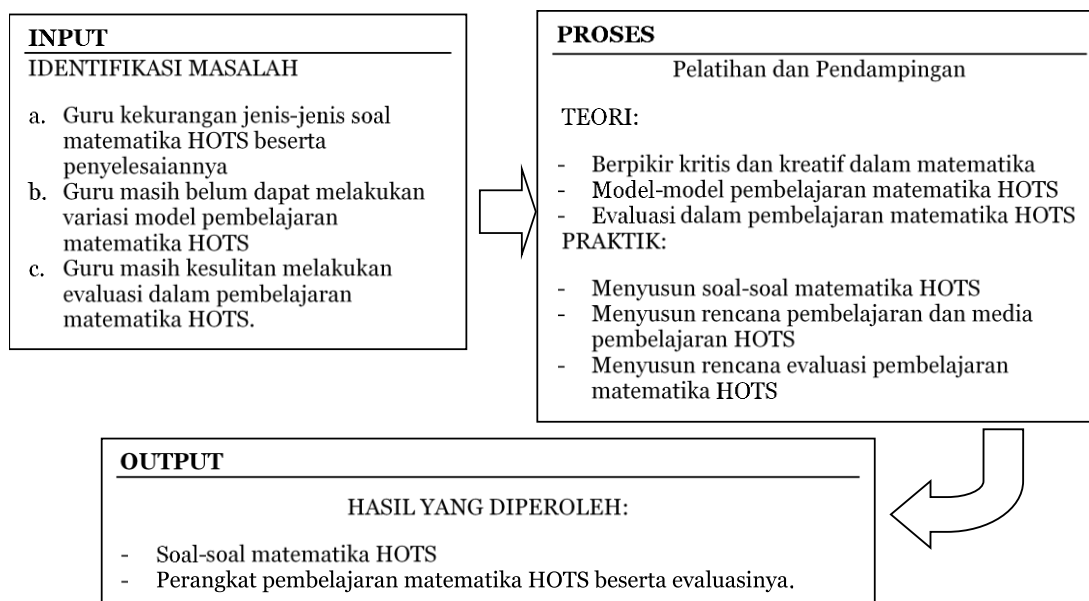 INPUT
IDENTIFIKASI MASALAH
a. Guru kekurangan jenis-jenis soal
matematika HOTS beserta
penyelesaiannya
b. Guru masih belum dapat melakukan
variasi model pembelajaran
matematika HOTS
c. Guru masih kesulitan melakukan
evaluasi dalam pembelajaran
matematika HOTS.
PROSES
Pelatihan dan Pendampingan
TEORI:
- Berpikir kritis dan kreatif dalam matematika
- Model-model pembelajaran matematika HOTS
- Evaluasi dalam pembelajaran matematika HOTS
PRAKTIK:
- Menyusun soal-soal matematika HOTS
- Menyusun rencana pembelajaran dan media
pembelajaran HOTS
- Menyusun rencana evaluasi pembelajaran
matematika HOTS
OUTPUT
HASIL YANG DIPEROLEH:
- Soal-soal matematika HOTS
- Perangkat pembelajaran matematika HOTS beserta evaluasinya.